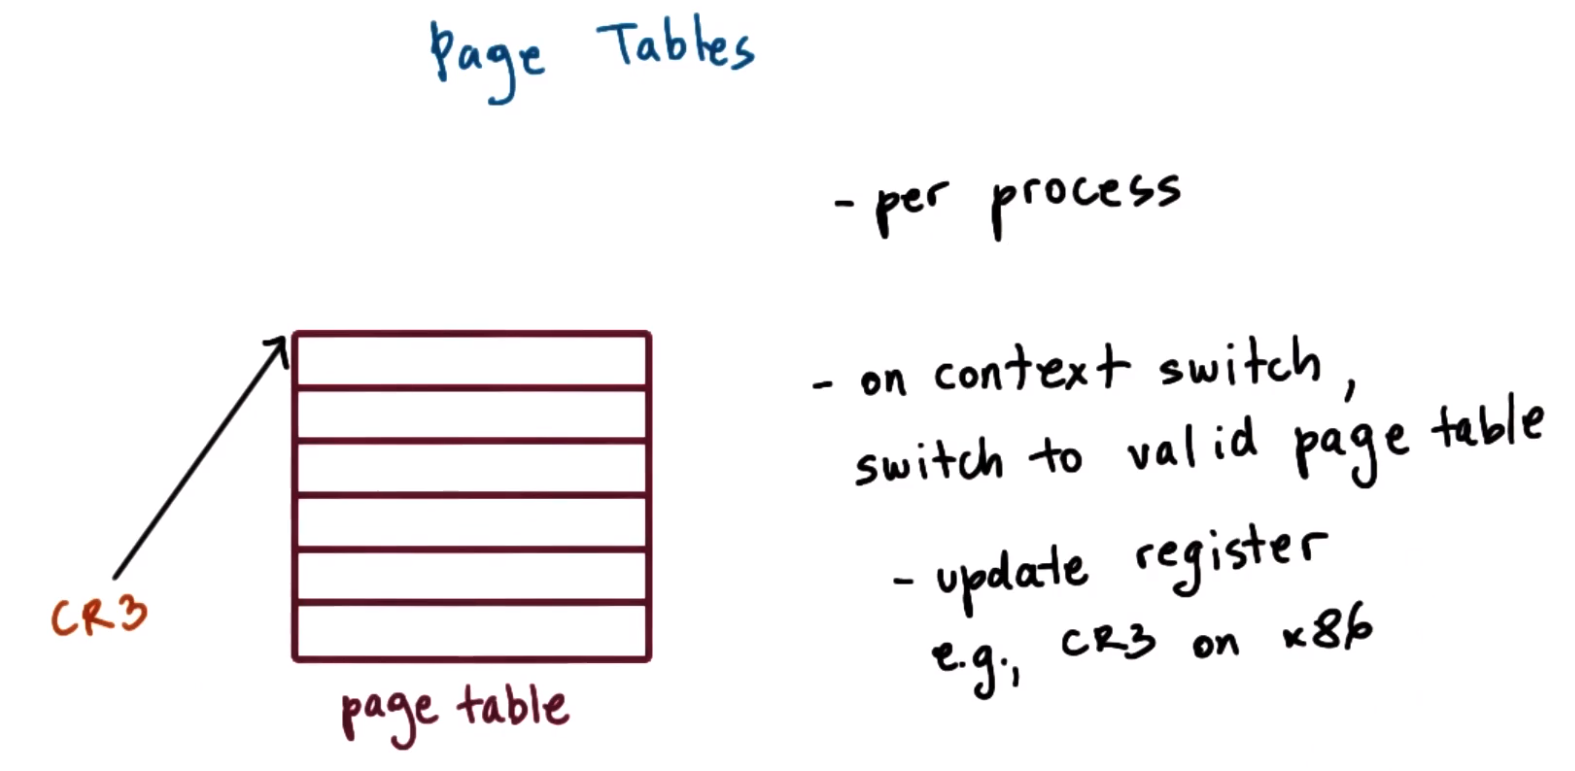 Page Tables
- per process
- on context switch,
switch to valid page table
- update register
e.g., CR3 on x86
CR3
page table